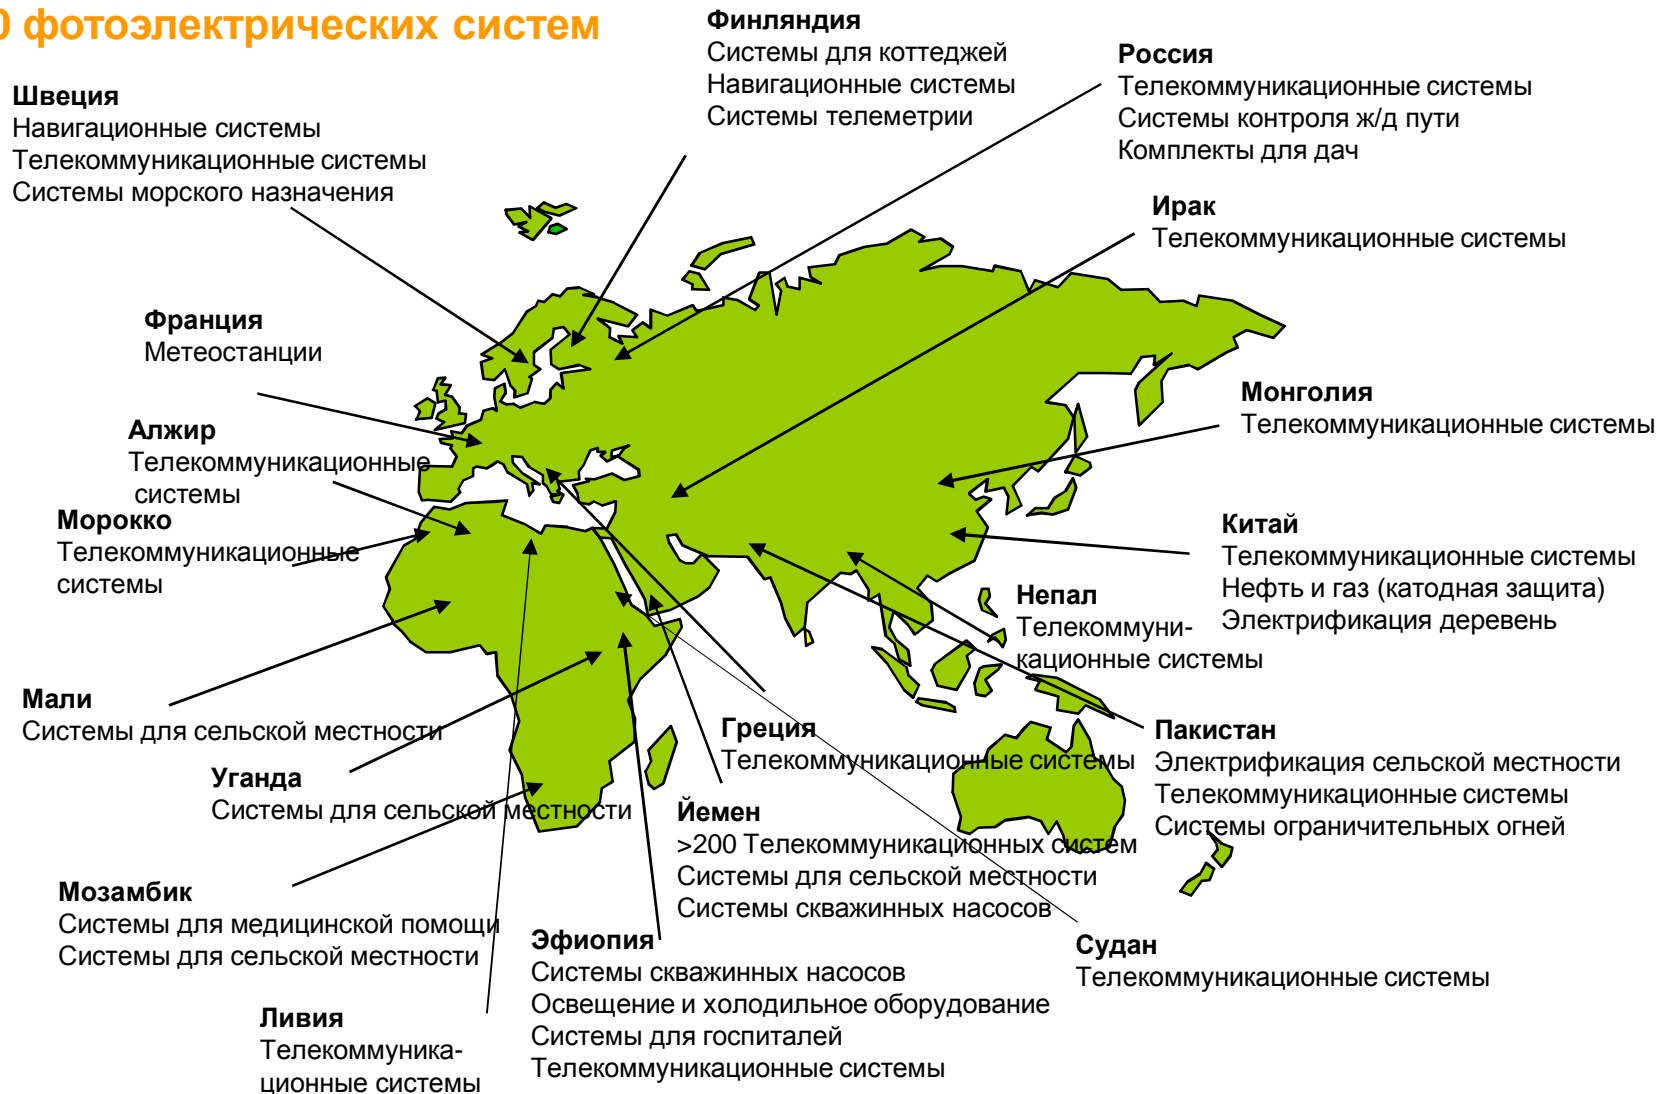 0 фотоэлектрических систем
Финляндия
Системы для коттеджей
Навигационные системы
Системы телеметрии
Россия
Телекоммуникационные системы
Системы контроля ж/д пути
Комплекты для дач
Швеция
Навигационные системы
Телекоммуникационные системы
Системы морского назначения
Ирак
Телекоммуникационные системы
Франция
Метеостанции
Монголия
Телекоммуникационные системы
Алжир
Телекоммуникационные
системы
Морокко
Телекоммуникационные
системы
Китай
Телекоммуникационные системы
Нефть и газ (катодная защита)
Электрификация деревень
Непал
Телекоммуни-
кационные системы
Мали
Системы для сельской местности
Греция
Телекоммуникационные системы
Пакистан
Электрификация сельской местности
Телекоммуникационные системы
Системы ограничительных огней
Уганда
Системы для сельской местности
Йемен
>200 Телекоммуникационных систем
Системы для сельской местности
Системы скважинных насосов
Мозамбик
Системы для медицинской помощи
Системы для сельской местности
Эфиопия
Системы скважинных насосов
Освещение и холодильное оборудование
Системы для госпиталей
Телекоммуникационные системы
Судан
Телекоммуникационные системы
Ливия
Телекоммуника-
ционные системы